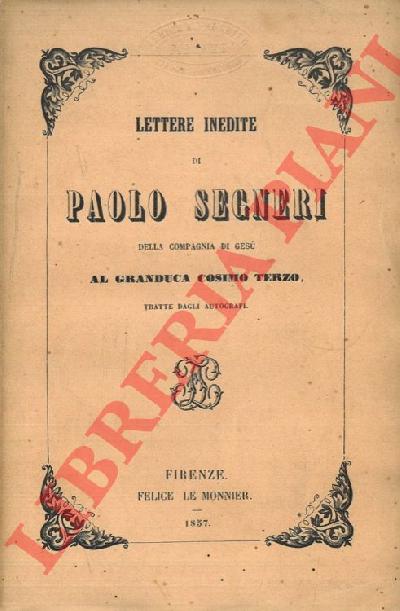 LETTERE INEDITE
DI
PAOLO SEGNERI
DELLA COMPAGNIA DI GESÙ
AL GRANDUCA COSIMO TERZO,
TRATTE DAGLI AUTOGRAFI.
FIRENZE.
FELICE LE MONNIER.
1857.
LIBRERIA PIANI